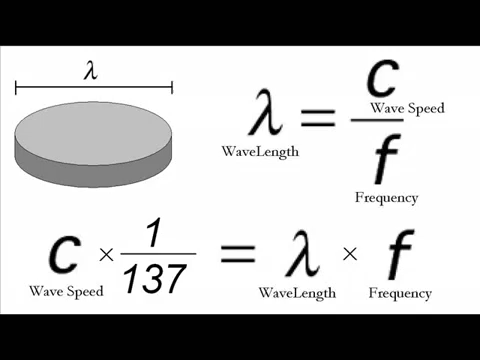 λ
λ = c / f
Wave Speed
WaveLength
Frequency
c × 1/137 = λ × f
Wave Speed WaveLength Frequency